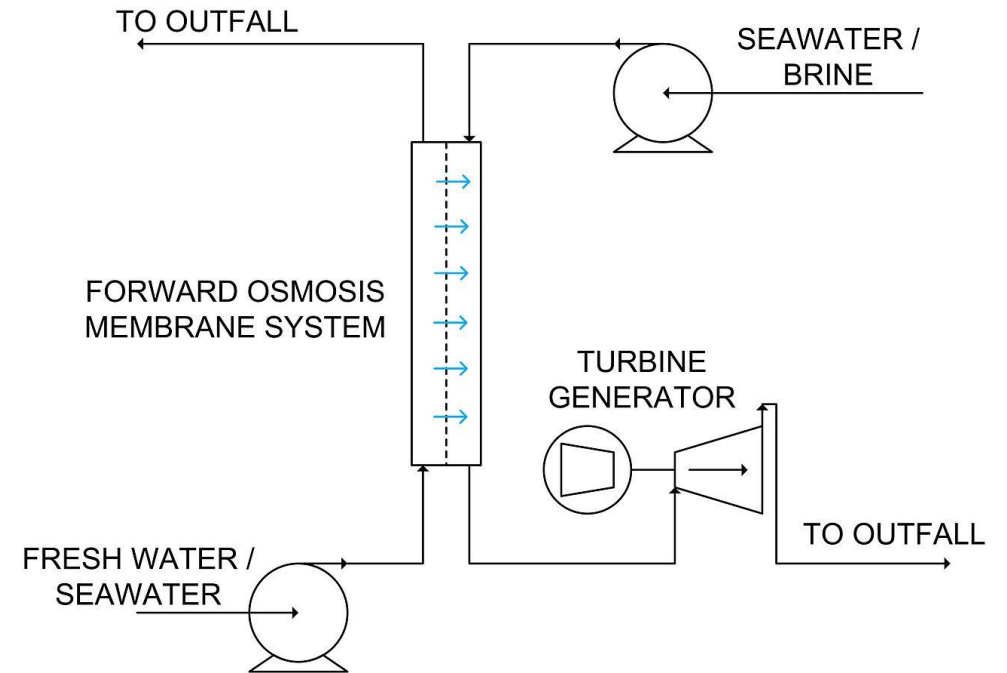 TO OUTFALL
SEAWATER /
BRINE
FORWARD OSMOSIS
MEMBRANE SYSTEM
TURBINE
GENERATOR
TO OUTFALL
FRESH WATER /
SEAWATER